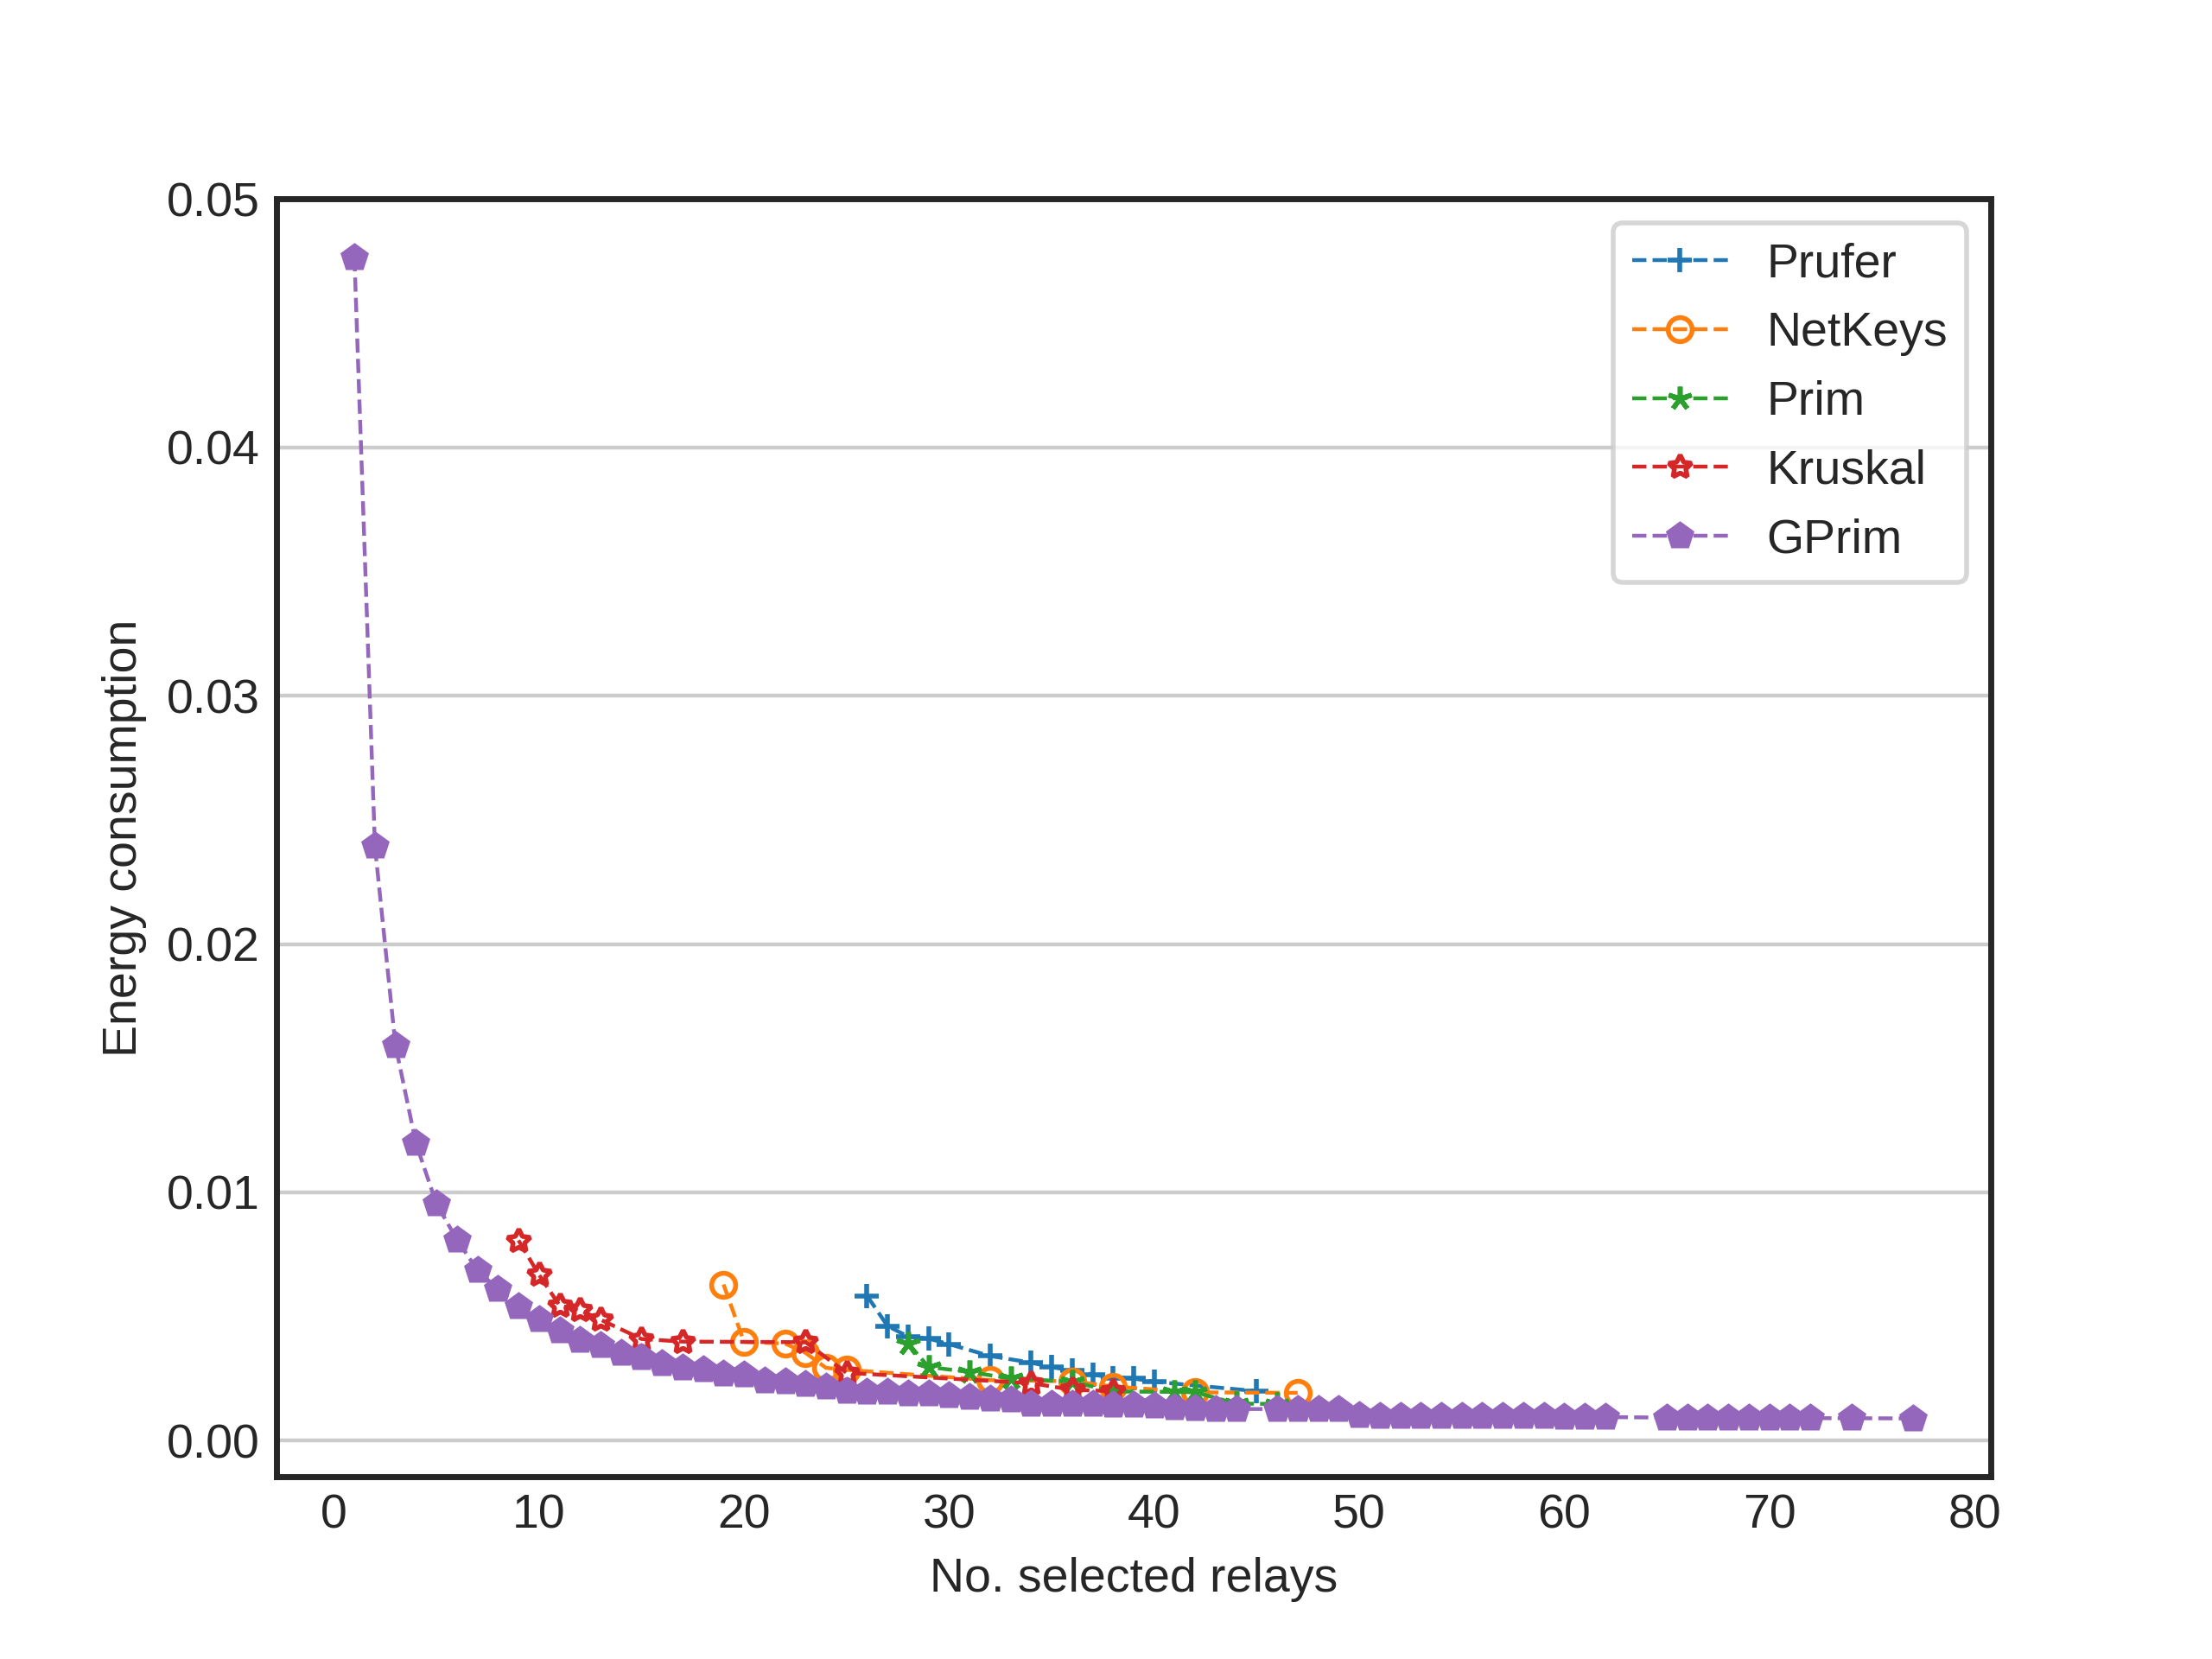 0.05
0.04
0.03
0.02
0.01
0.00
Energy consumption
0 10 20 30 40 50 60 70 80
No. selected relays
Prufer
NetKeys
Prim
Kruskal
GPrim